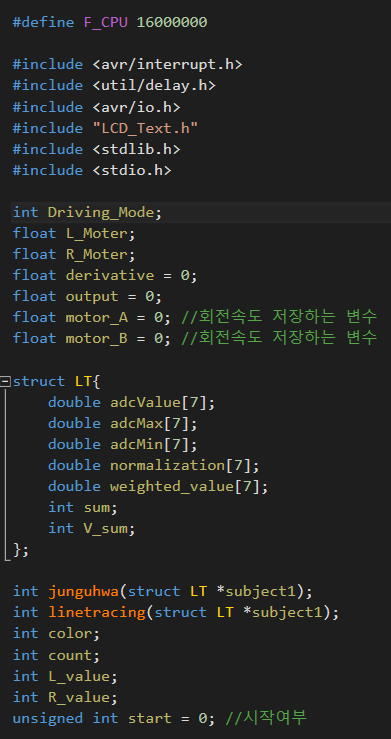 #define F_CPU 16000000
#include <avr/interrupt.h>
#include <util/delay.h>
#include <avr/io.h>
#include "LCD_Text.h"
#include <stdlib.h>
#include <stdio.h>
int Driving_Mode;
float L_Moter;
float R_Moter;
float derivative = 0;
float output = 0;
float motor_A = 0; //회전속도 저장하는 변수
float motor_B = 0; //회전속도 저장하는 변수
struct LT{
    double adcValue[7];
    double adcMax[7];
    double adcMin[7];
    double normalization[7];
    double weighted_value[7];
    int sum;
    int V_sum;
};
int junguhwa(struct LT *subject1);
int linetracing(struct LT *subject1);
int color;
int count;
int L_value;
int R_value;
unsigned int start = 0; //시작여부